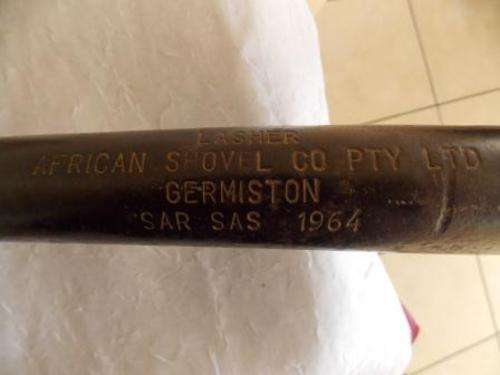 LASHER
AFRICAN SHOVEL CO PTY LTD
GERMISTON
SAR SAS 1964